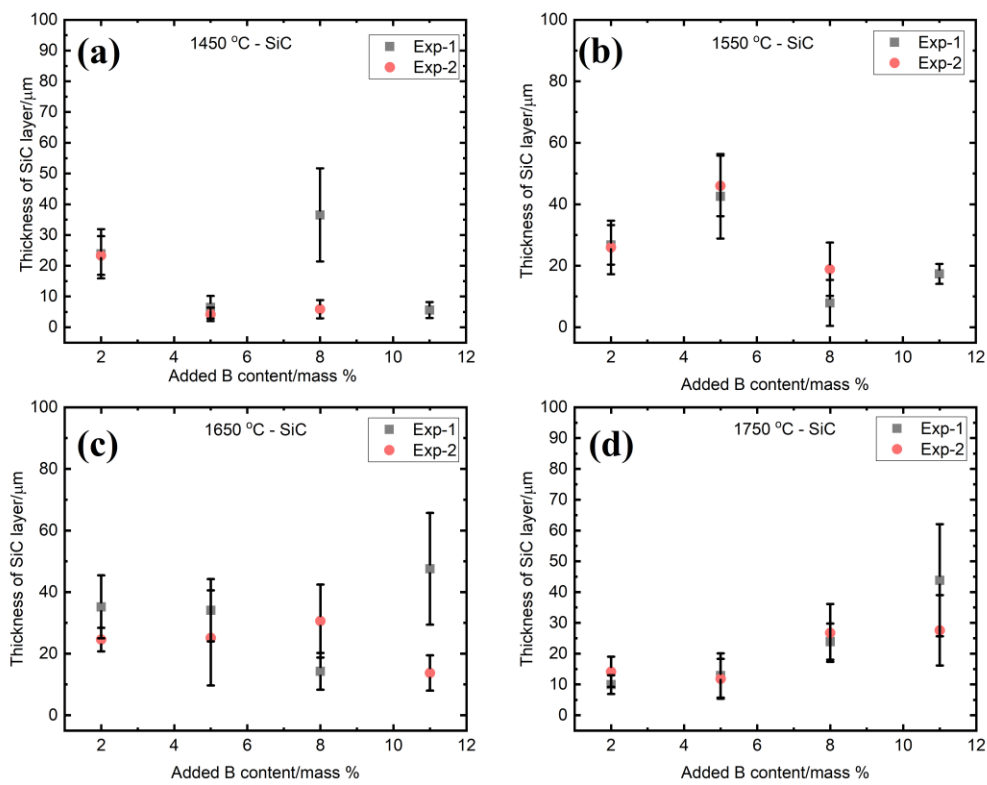 (a)
1450 °C - SiC
Exp-1
Exp-2
Thickness of SiC layer/μm
100
90
80
70
60
50
40
30
20
10
0
2 4 6 8 10 12
Added B content/mass %
(b)
1550 °C - SiC
Exp-1
Exp-2
Thickness of SiC layer/μm
100
80
60
40
20
0
2 4 6 8 10 12
Added B content/mass %
(c)
1650 °C - SiC
Exp-1
Exp-2
Thickness of SiC layer/μm
100
80
60
40
20
0
2 4 6 8 10 12
Added B content/mass %
(d)
1750 °C - SiC
Exp-1
Exp-2
Thickness of SiC layer/μm
100
90
80
70
60
50
40
30
20
10
0
2 4 6 8 10 12
Added B content/mass %